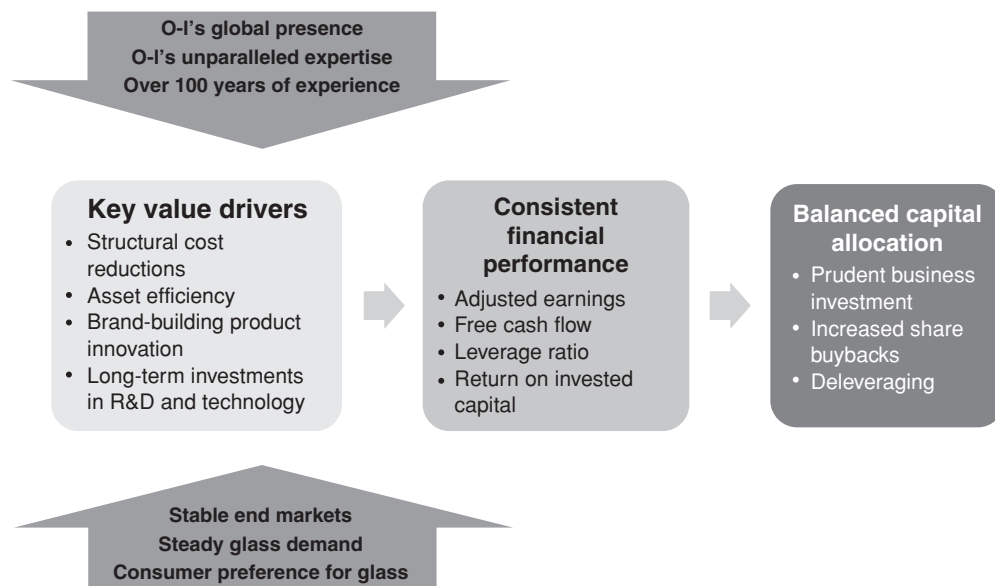 O-I's global presence
O-I's unparalleled expertise
Over 100 years of experience
Key value drivers
• Structural cost
reductions
• Asset efficiency
• Brand-building product
innovation
• Long-term investments
in R&D and technology
Consistent
financial
performance
• Adjusted earnings
• Free cash flow
• Leverage ratio
• Return on invested
capital
Balanced capital
allocation
• Prudent business
investment
• Increased share
buybacks
• Deleveraging
Stable end markets
Steady glass demand
Consumer preference for glass